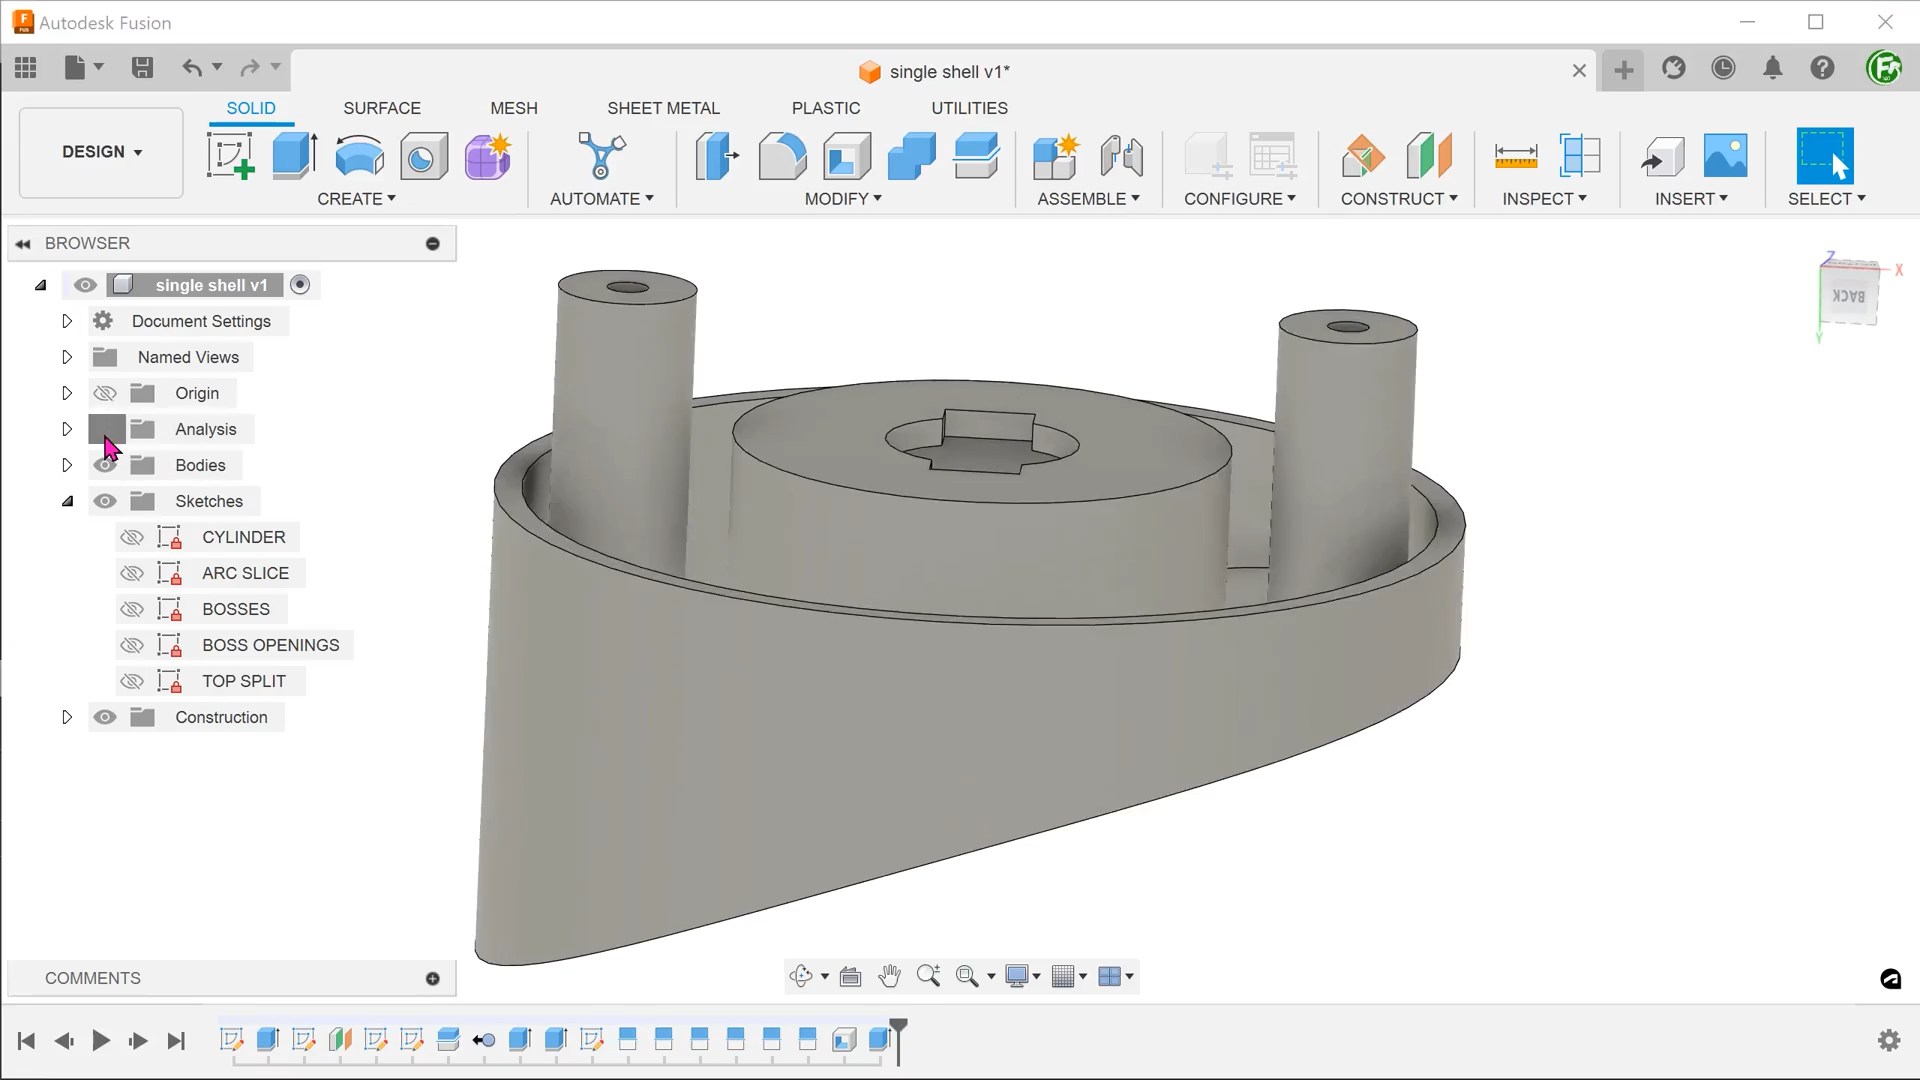 Autodesk Fusion
single shell v1*
SOLID SURFACE MESH SHEET METAL PLASTIC UTILITIES
DESIGN
CREATE AUTOMATE MODIFY ASSEMBLE CONFIGURE CONSTRUCT INSPECT INSERT SELECT
BROWSER
single shell v1
Document Settings
Named Views
Origin
Analysis
Bodies
Sketches
CYLINDER
ARC SLICE
BOSSES
BOSS OPENINGS
TOP SPLIT
Construction
Z
X
BACK
Y
COMMENTS